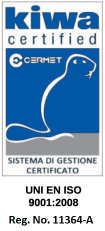 kiwa
certified
CERMET
SISTEMA DI GESTIONE
CERTIFICATO
UNI EN ISO
9001:2008
Reg. No. 11364-A